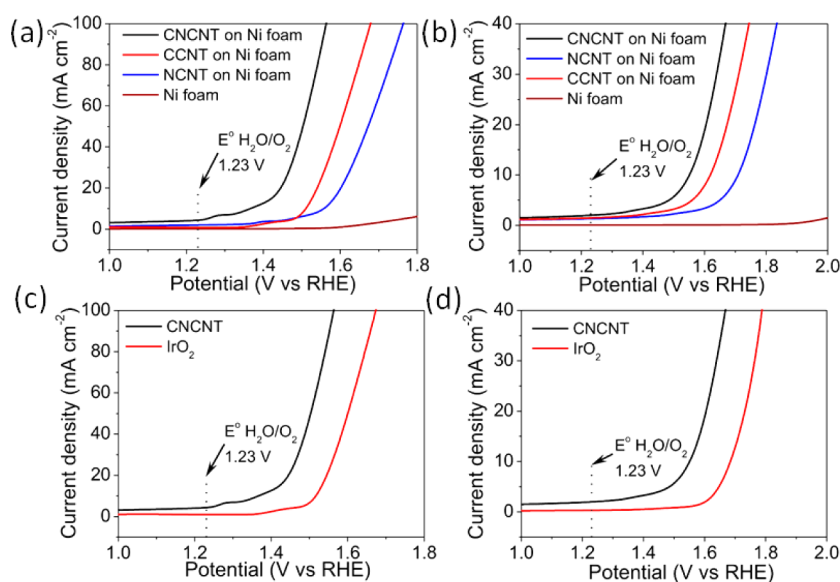 (a)
Current density (mA cm⁻²)
100
80
60
40
20
0
CNCNT on Ni foam
CCNT on Ni foam
NCNT on Ni foam
Ni foam
E° H₂O/O₂
1.23 V
1.0 1.2 1.4 1.6 1.8
Potential (V vs RHE)
(b)
Current density (mA cm⁻²)
40
30
20
10
0
CNCNT on Ni foam
NCNT on Ni foam
CCNT on Ni foam
Ni foam
E° H₂O/O₂
1.23 V
1.0 1.2 1.4 1.6 1.8 2.0
Potential (V vs RHE)
(c)
Current density (mA cm⁻²)
100
80
60
40
20
0
CNCNT
IrO₂
E° H₂O/O₂
1.23 V
1.0 1.2 1.4 1.6 1.8
Potential (V vs RHE)
(d)
Current density (mA cm⁻²)
40
30
20
10
0
CNCNT
IrO₂
E° H₂O/O₂
1.23 V
1.0 1.2 1.4 1.6 1.8 2.0
Potential (V vs RHE)